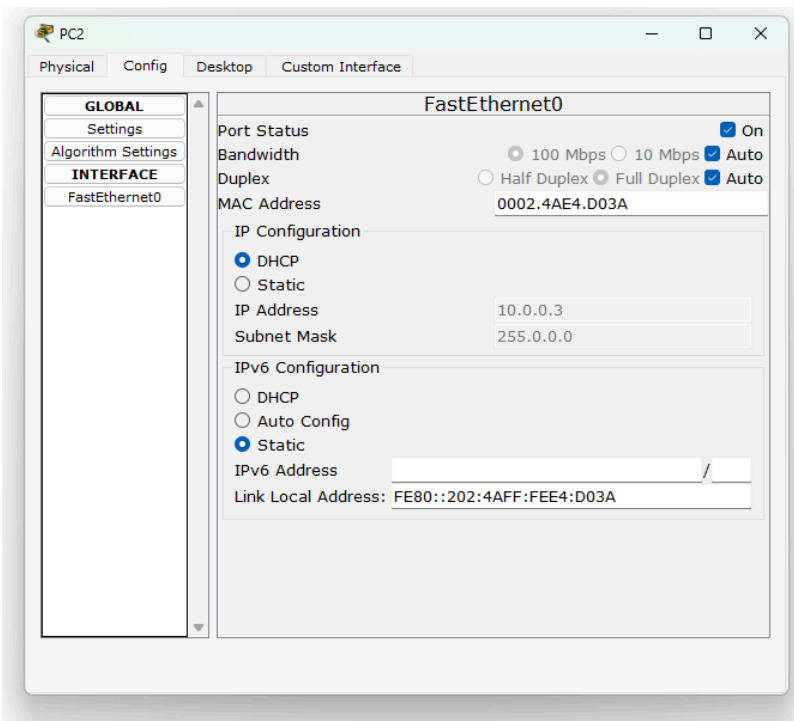 PC2
Physical Config Desktop Custom Interface
GLOBAL
Settings
Algorithm Settings
INTERFACE
FastEthernet0
FastEthernet0
Port Status On
Bandwidth 100 Mbps 10 Mbps Auto
Duplex Half Duplex Full Duplex Auto
MAC Address 0002.4AE4.D03A
IP Configuration
DHCP
Static
IP Address 10.0.0.3
Subnet Mask 255.0.0.0
IPv6 Configuration
DHCP
Auto Config
Static
IPv6 Address /
Link Local Address: FE80::202:4AFF:FEE4:D03A